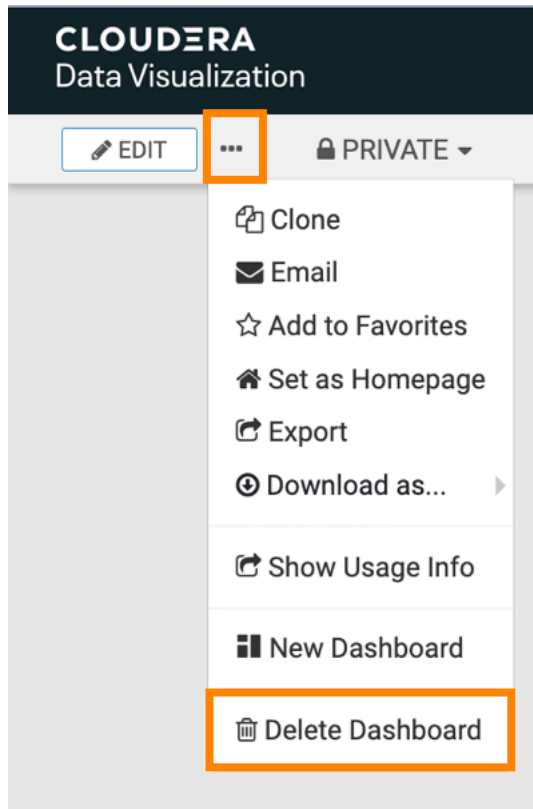 CLOUDERA
Data Visualization
EDIT ... PRIVATE
Clone
Email
Add to Favorites
Set as Homepage
Export
Download as...
Show Usage Info
New Dashboard
Delete Dashboard